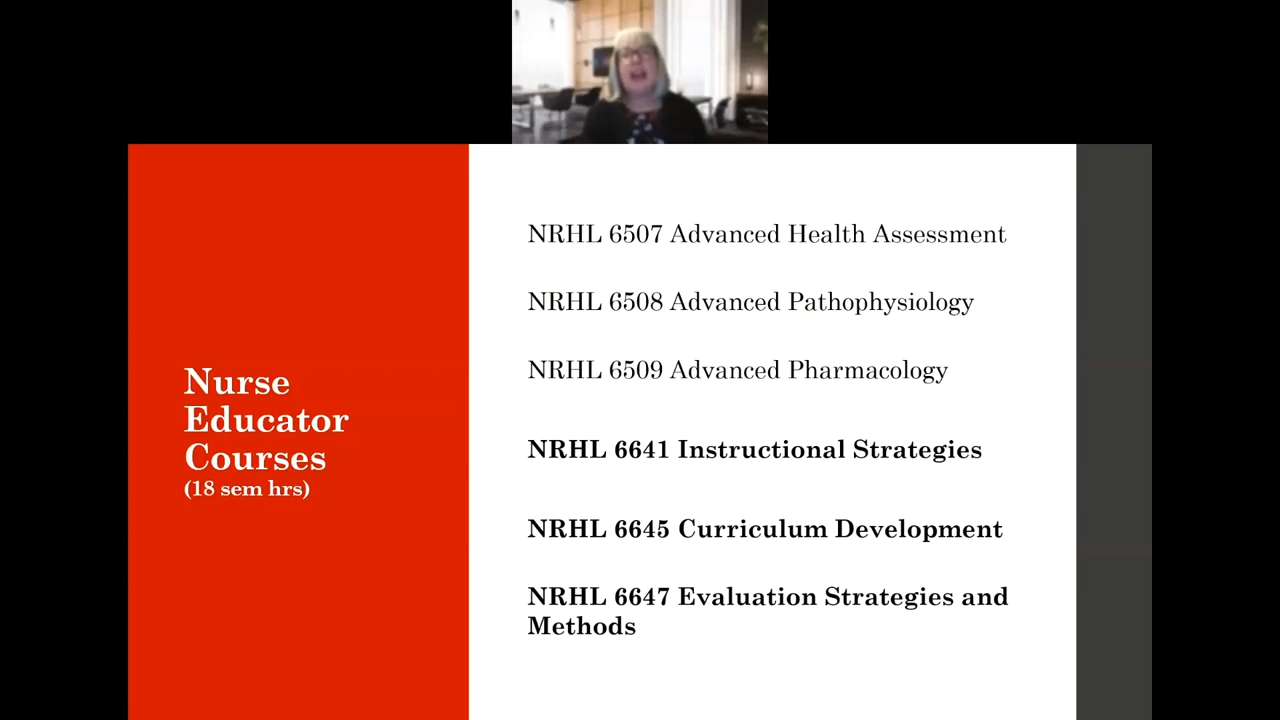 Nurse
Educator
Courses
(18 sem hrs)
NRHL 6507 Advanced Health Assessment
NRHL 6508 Advanced Pathophysiology
NRHL 6509 Advanced Pharmacology
NRHL 6641 Instructional Strategies
NRHL 6645 Curriculum Development
NRHL 6647 Evaluation Strategies and
Methods